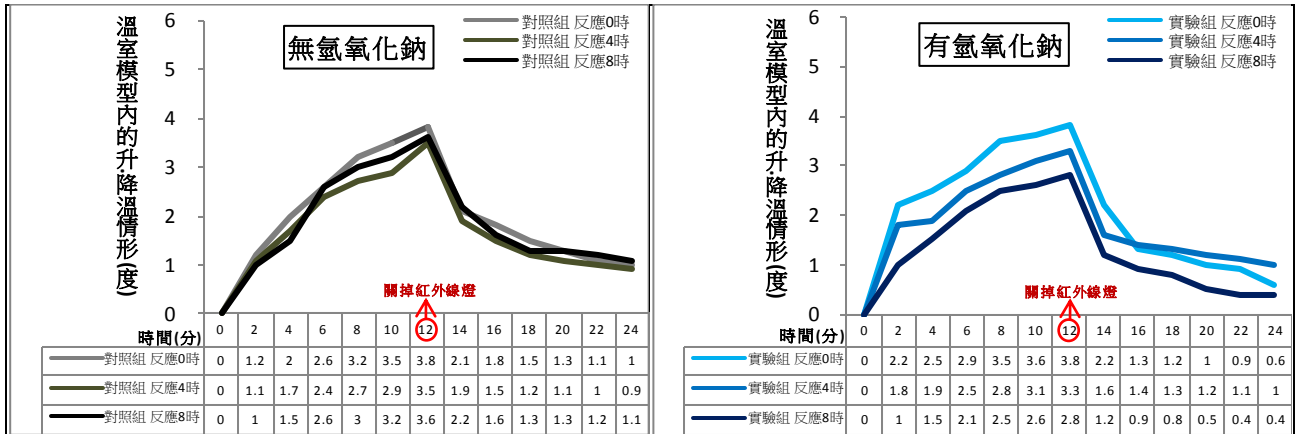 溫室模型內的升.降溫情形(度)
無氫氧化鈉
對照組 反應0時
對照組 反應4時
對照組 反應8時
6
5
4
3
2
1
0
關掉紅外線燈
時間(分) 0 2 4 6 8 10 12 14 16 18 20 22 24
對照組 反應0時 0 1.2 2 2.6 3.2 3.5 3.8 2.1 1.8 1.5 1.3 1.1 1
對照組 反應4時 0 1.1 1.7 2.4 2.7 2.9 3.5 1.9 1.5 1.2 1.1 1 0.9
對照組 反應8時 0 1 1.5 2.6 3 3.2 3.6 2.2 1.6 1.3 1.3 1.2 1.1
溫室模型內的升.降溫情形(度)
有氫氧化鈉
實驗組 反應0時
實驗組 反應4時
實驗組 反應8時
6
5
4
3
2
1
0
關掉紅外線燈
時間(分) 0 2 4 6 8 10 12 14 16 18 20 22 24
實驗組 反應0時 0 2.2 2.5 2.9 3.5 3.6 3.8 2.2 1.3 1.2 1 0.9 0.6
實驗組 反應4時 0 1.8 1.9 2.5 2.8 3.1 3.3 1.6 1.4 1.3 1.2 1.1 1
實驗組 反應8時 0 1 1.5 2.1 2.5 2.6 2.8 1.2 0.9 0.8 0.5 0.4 0.4